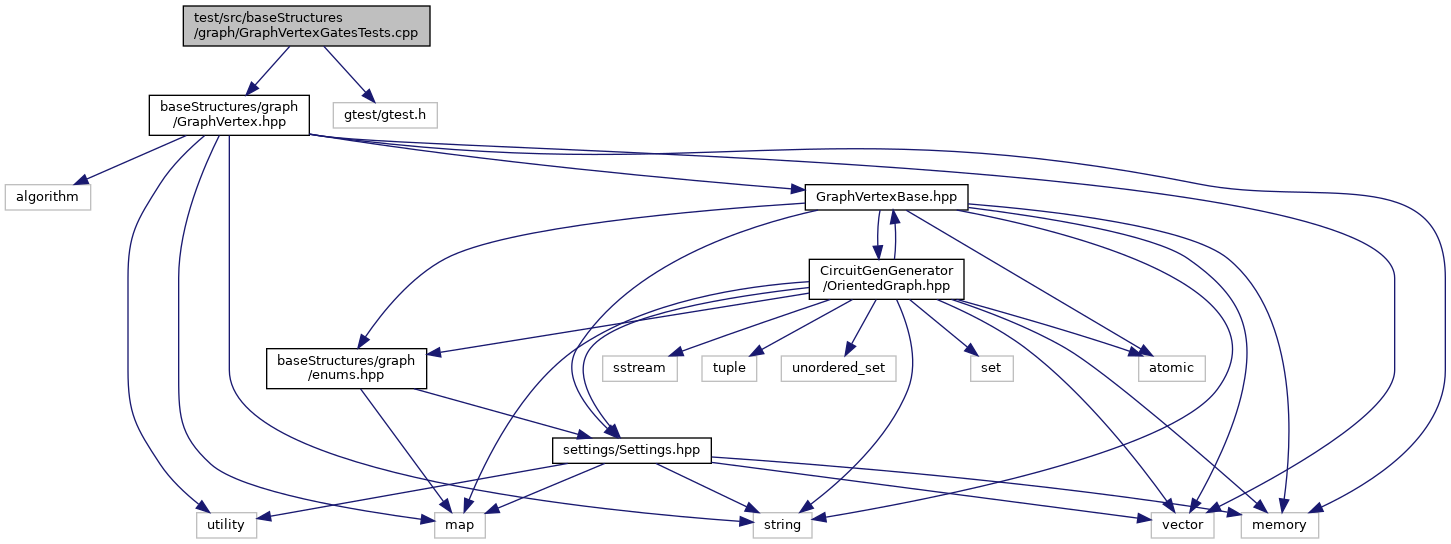 test/src/baseStructures
/graph/GraphVertexGatesTests.cpp
baseStructures/graph
/GraphVertex.hpp
gtest/gtest.h
algorithm
GraphVertexBase.hpp
CircuitGenGenerator
/OrientedGraph.hpp
baseStructures/graph
/enums.hpp
sstream
tuple
unordered_set
set
atomic
settings/Settings.hpp
utility
map
string
vector
memory